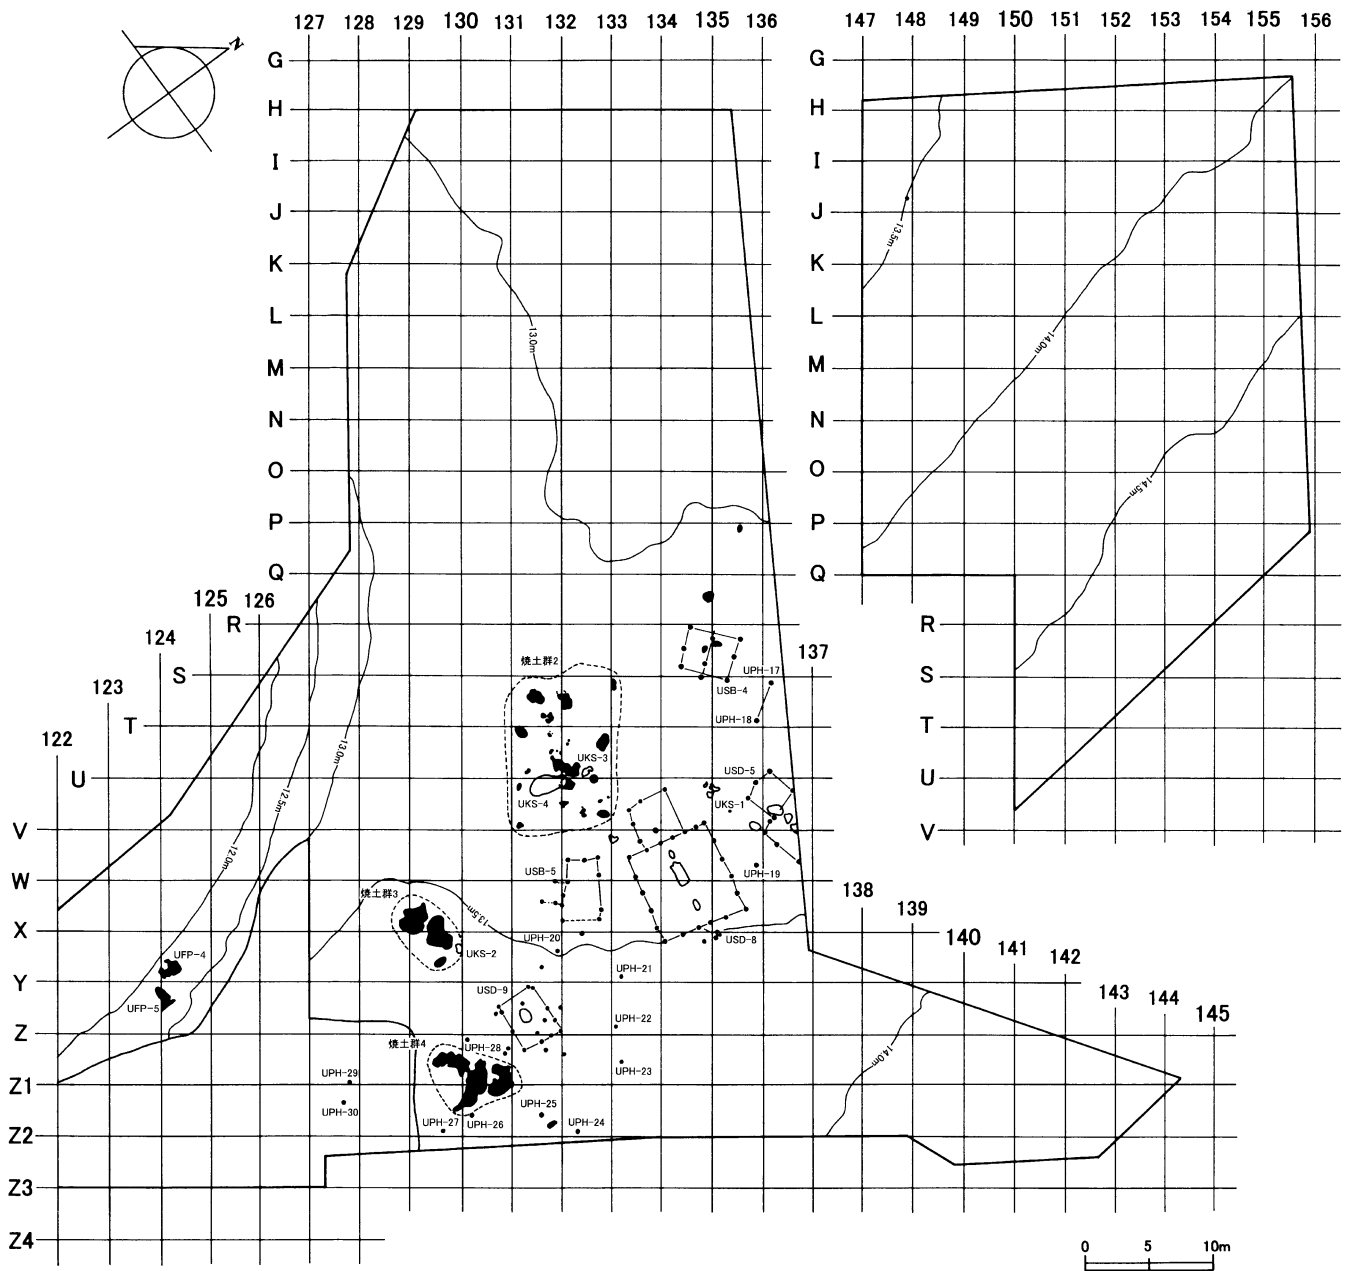 127 128 129 130 131 132 133 134 135 136
147 148 149 150 151 152 153 154 155 156
N
G
G
H
H
I
I
J
J
13.5m
K
K
L
L
13.0m
14.0m
M
M
N
N
O
O
14.5m
P
P
Q
Q
125 126
R
R
124
137
焼土群2
S
S
UPH-17
123
USB-4
UPH-18
T
T
122
13.0m
UKS-3
USD-5
U
U
12.5m
UKS-4
UKS-1
V
V
12.0m
USB-5
UPH-19
W
138
焼土群3
139
13.5m
X
UPH-20
USD-8
140
141
142
UKS-2
UFP-4
UPH-21
Y
143
144
145
USD-9
UFP-5
UPH-22
Z
焼土群4
UPH-28
14.0m
UPH-23
UPH-29
Z1
UPH-25
UPH-30
UPH-27
UPH-26
UPH-24
Z2
Z3
Z4
0 5 10m